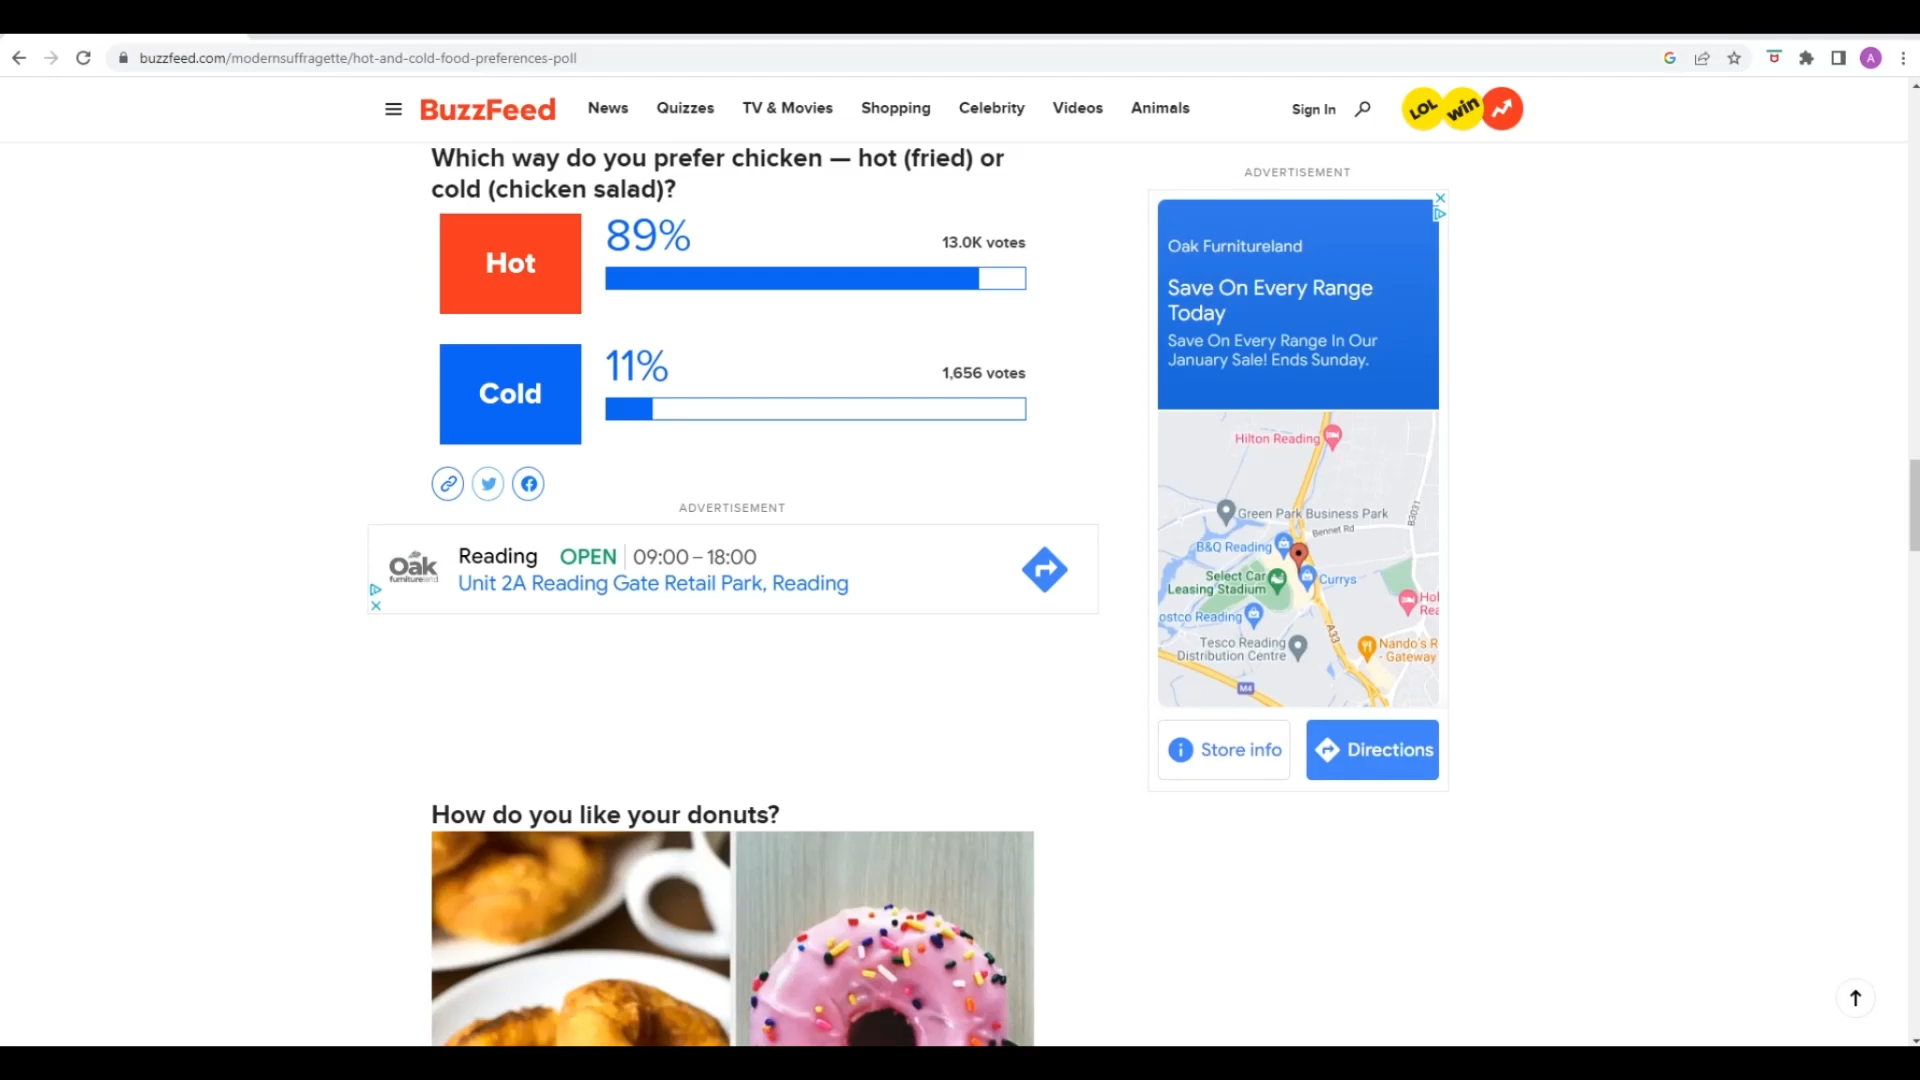 buzzfeed.com/modernsuffragette/hot-and-cold-food-preferences-poll
A
BuzzFeed
News
Quizzes
TV & Movies
Shopping
Celebrity
Videos
Animals
Sign In
LOL
win
Which way do you prefer chicken — hot (fried) or
cold (chicken salad)?
Hot
89%
13.0K votes
Cold
11%
1,656 votes
ADVERTISEMENT
Oak
furnitureland
Reading OPEN 09:00 – 18:00
Unit 2A Reading Gate Retail Park, Reading
How do you like your donuts?
ADVERTISEMENT
Oak Furnitureland
Save On Every Range
Today
Save On Every Range In Our
January Sale! Ends Sunday.
Hilton Reading
Green Park Business Park
Bennet Rd
B3031
B&Q Reading
Select Car
Leasing Stadium
Currys
Hol
Rea
ostco Reading
A33
Tesco Reading
Distribution Centre
Nando's R
- Gateway
M4
Store info
Directions